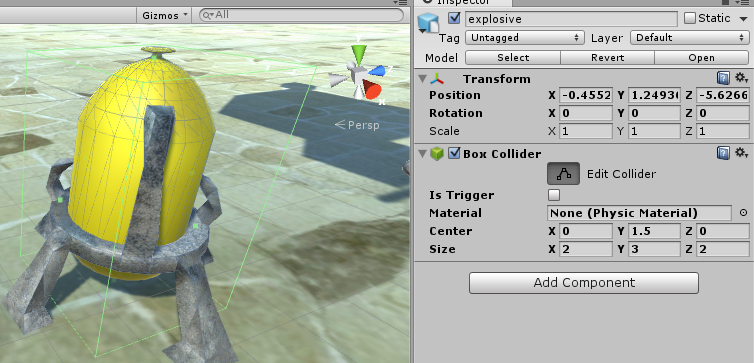 Gizmos
All
Persp
Inspector
explosive
Static
Tag Untagged Layer Default
Model Select Revert Open
Transform
Position X -0.4552 Y 1.2493 Z -5.6266
Rotation X 0 Y 0 Z 0
Scale X 1 Y 1 Z 1
Box Collider
Edit Collider
Is Trigger
Material None (Physic Material)
Center X 0 Y 1.5 Z 0
Size X 2 Y 3 Z 2
Add Component